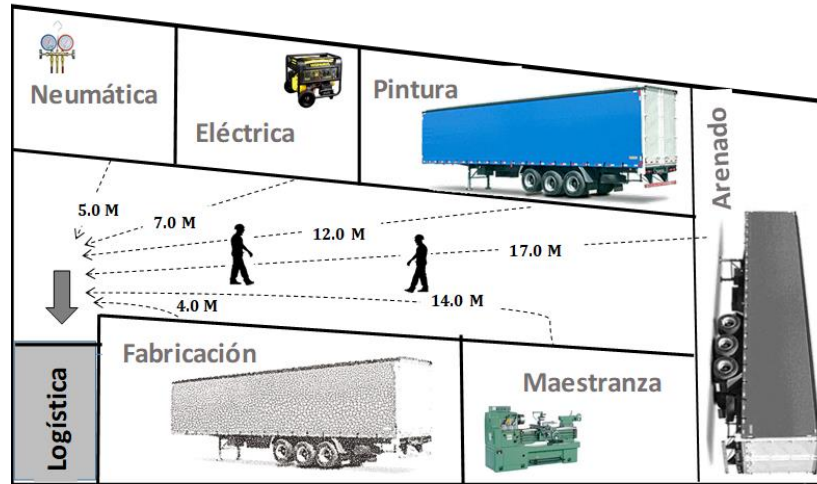 Neumática
Eléctrica
Pintura
Arenado
5.0 M
7.0 M
12.0 M
17.0 M
4.0 M
14.0 M
Logística
Fabricación
Maestranza